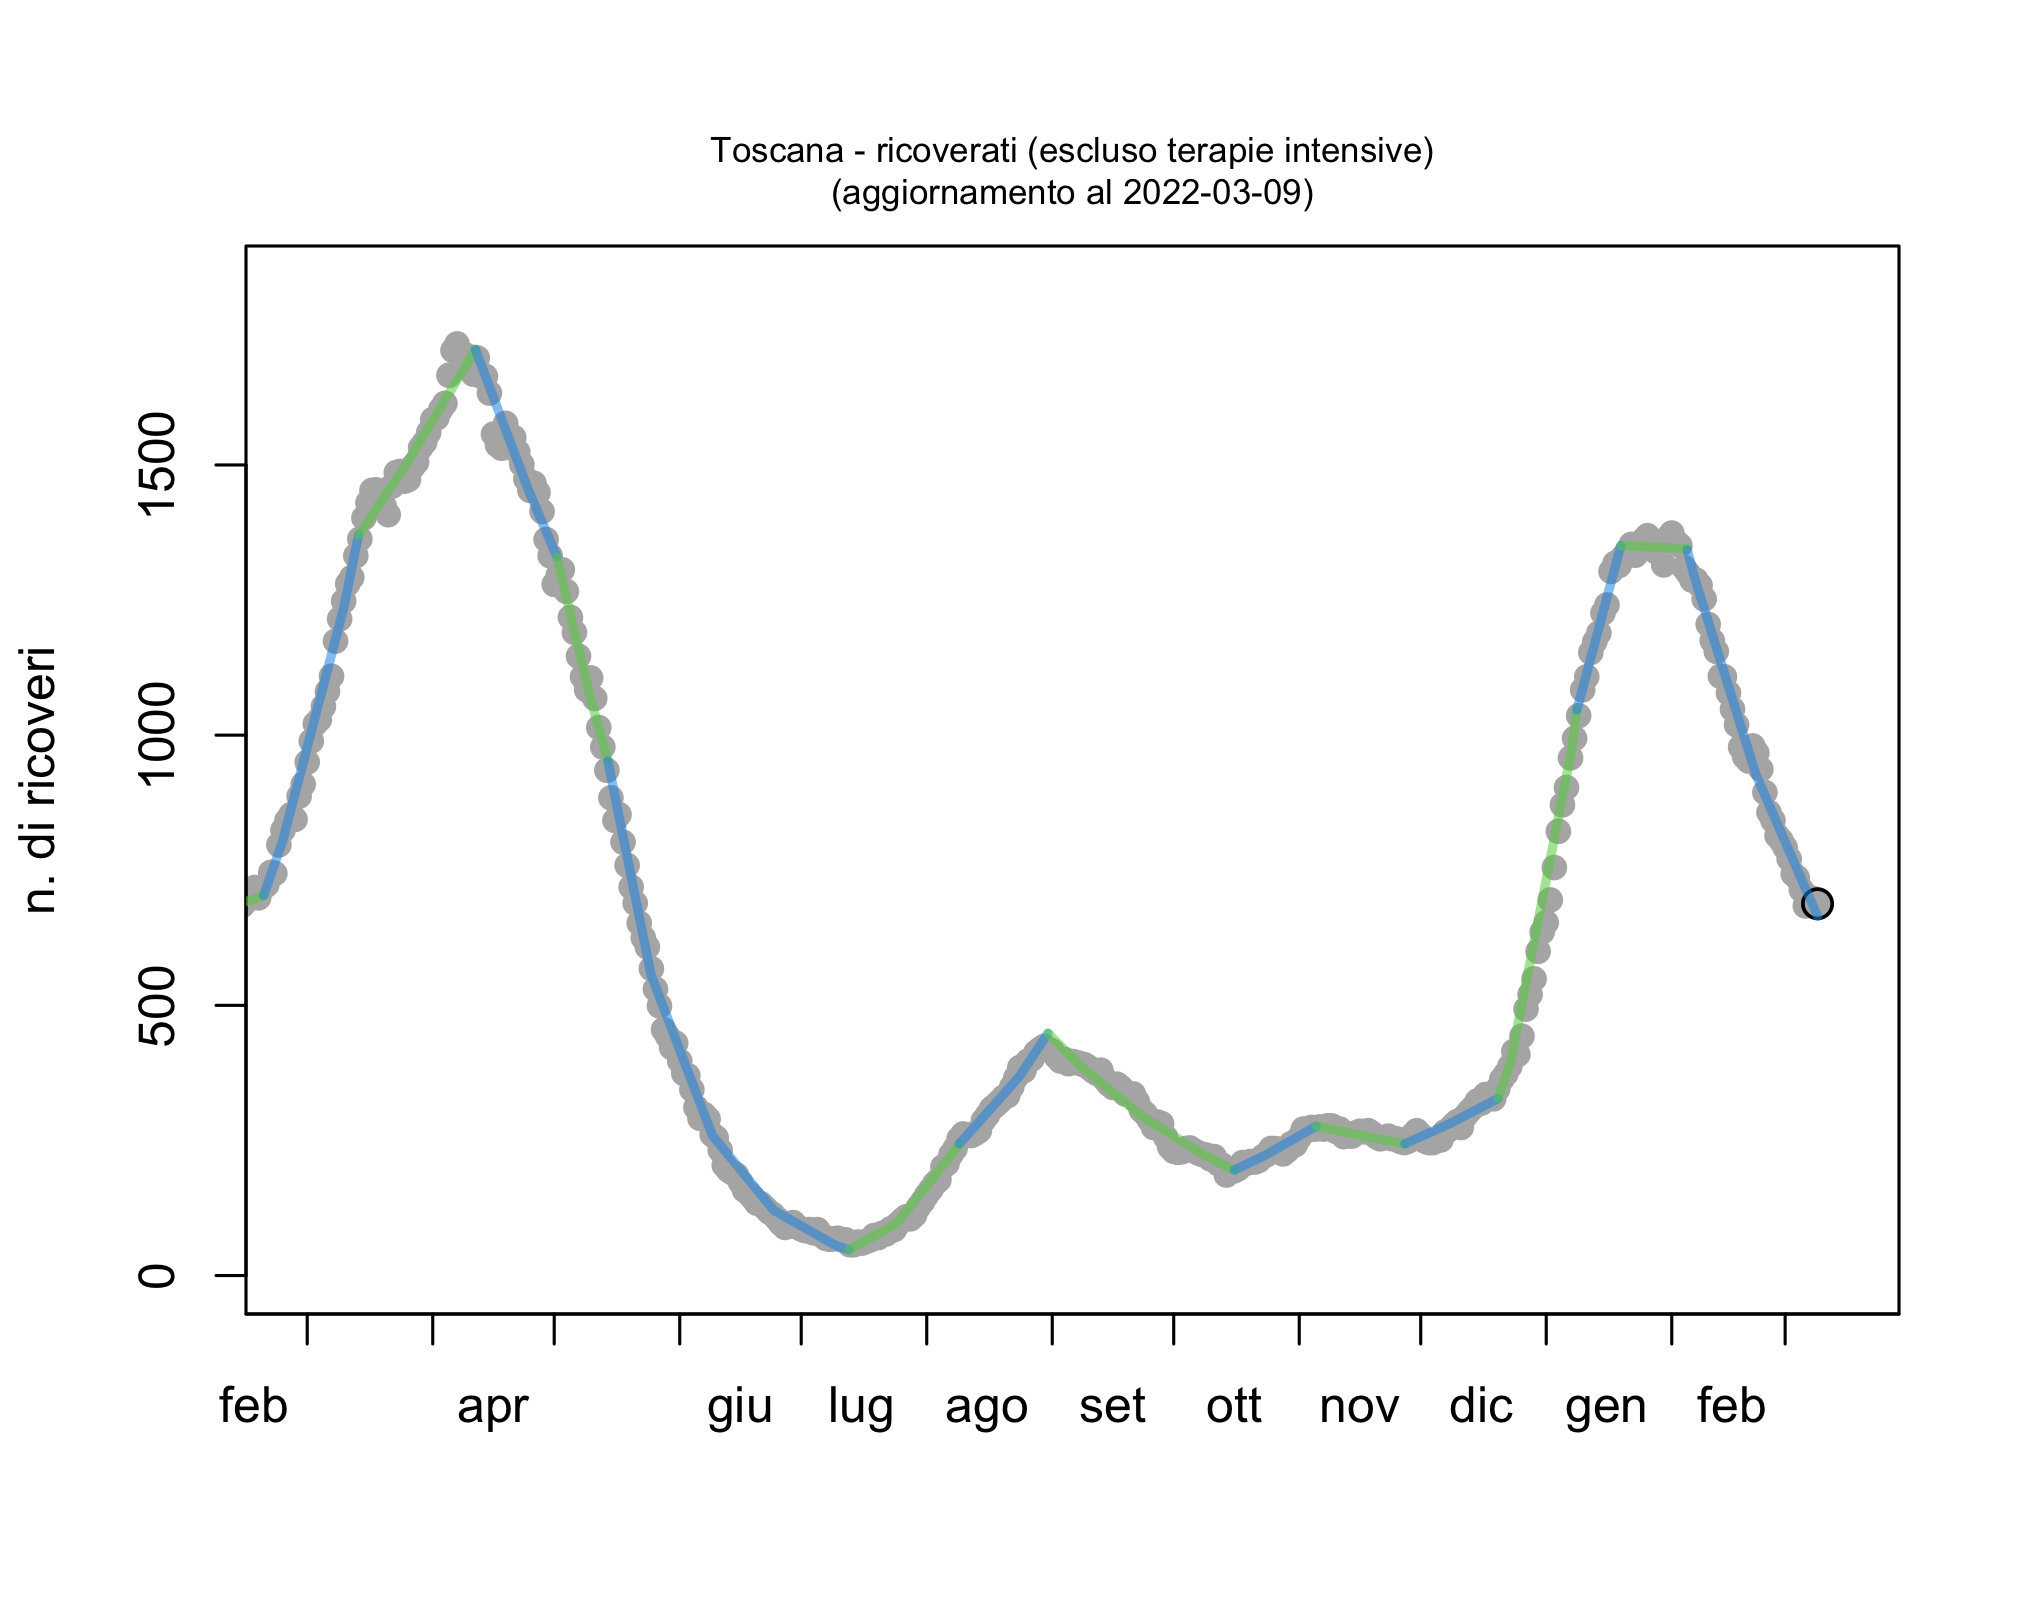 Toscana - ricoverati (escluso terapie intensive)
(aggiornamento al 2022-03-09)
n. di ricoveri
1500
1000
500
0
feb apr giu lug ago set ott nov dic gen feb